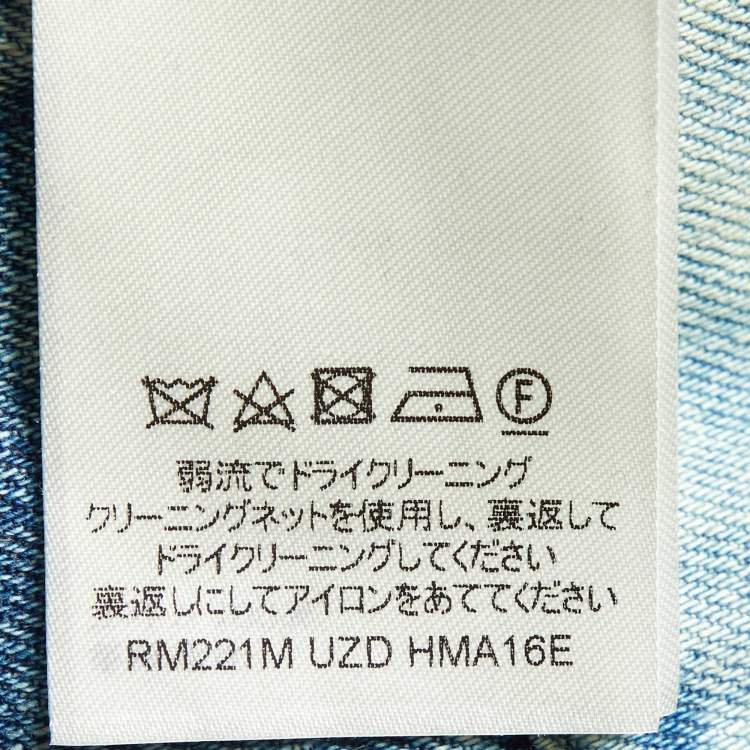 F
弱流でドライクリーニング
クリーニングネットを使用し、裏返して
ドライクリーニングしてください
裏返しにしてアイロンをあててください
RM221M UZD HMA16E